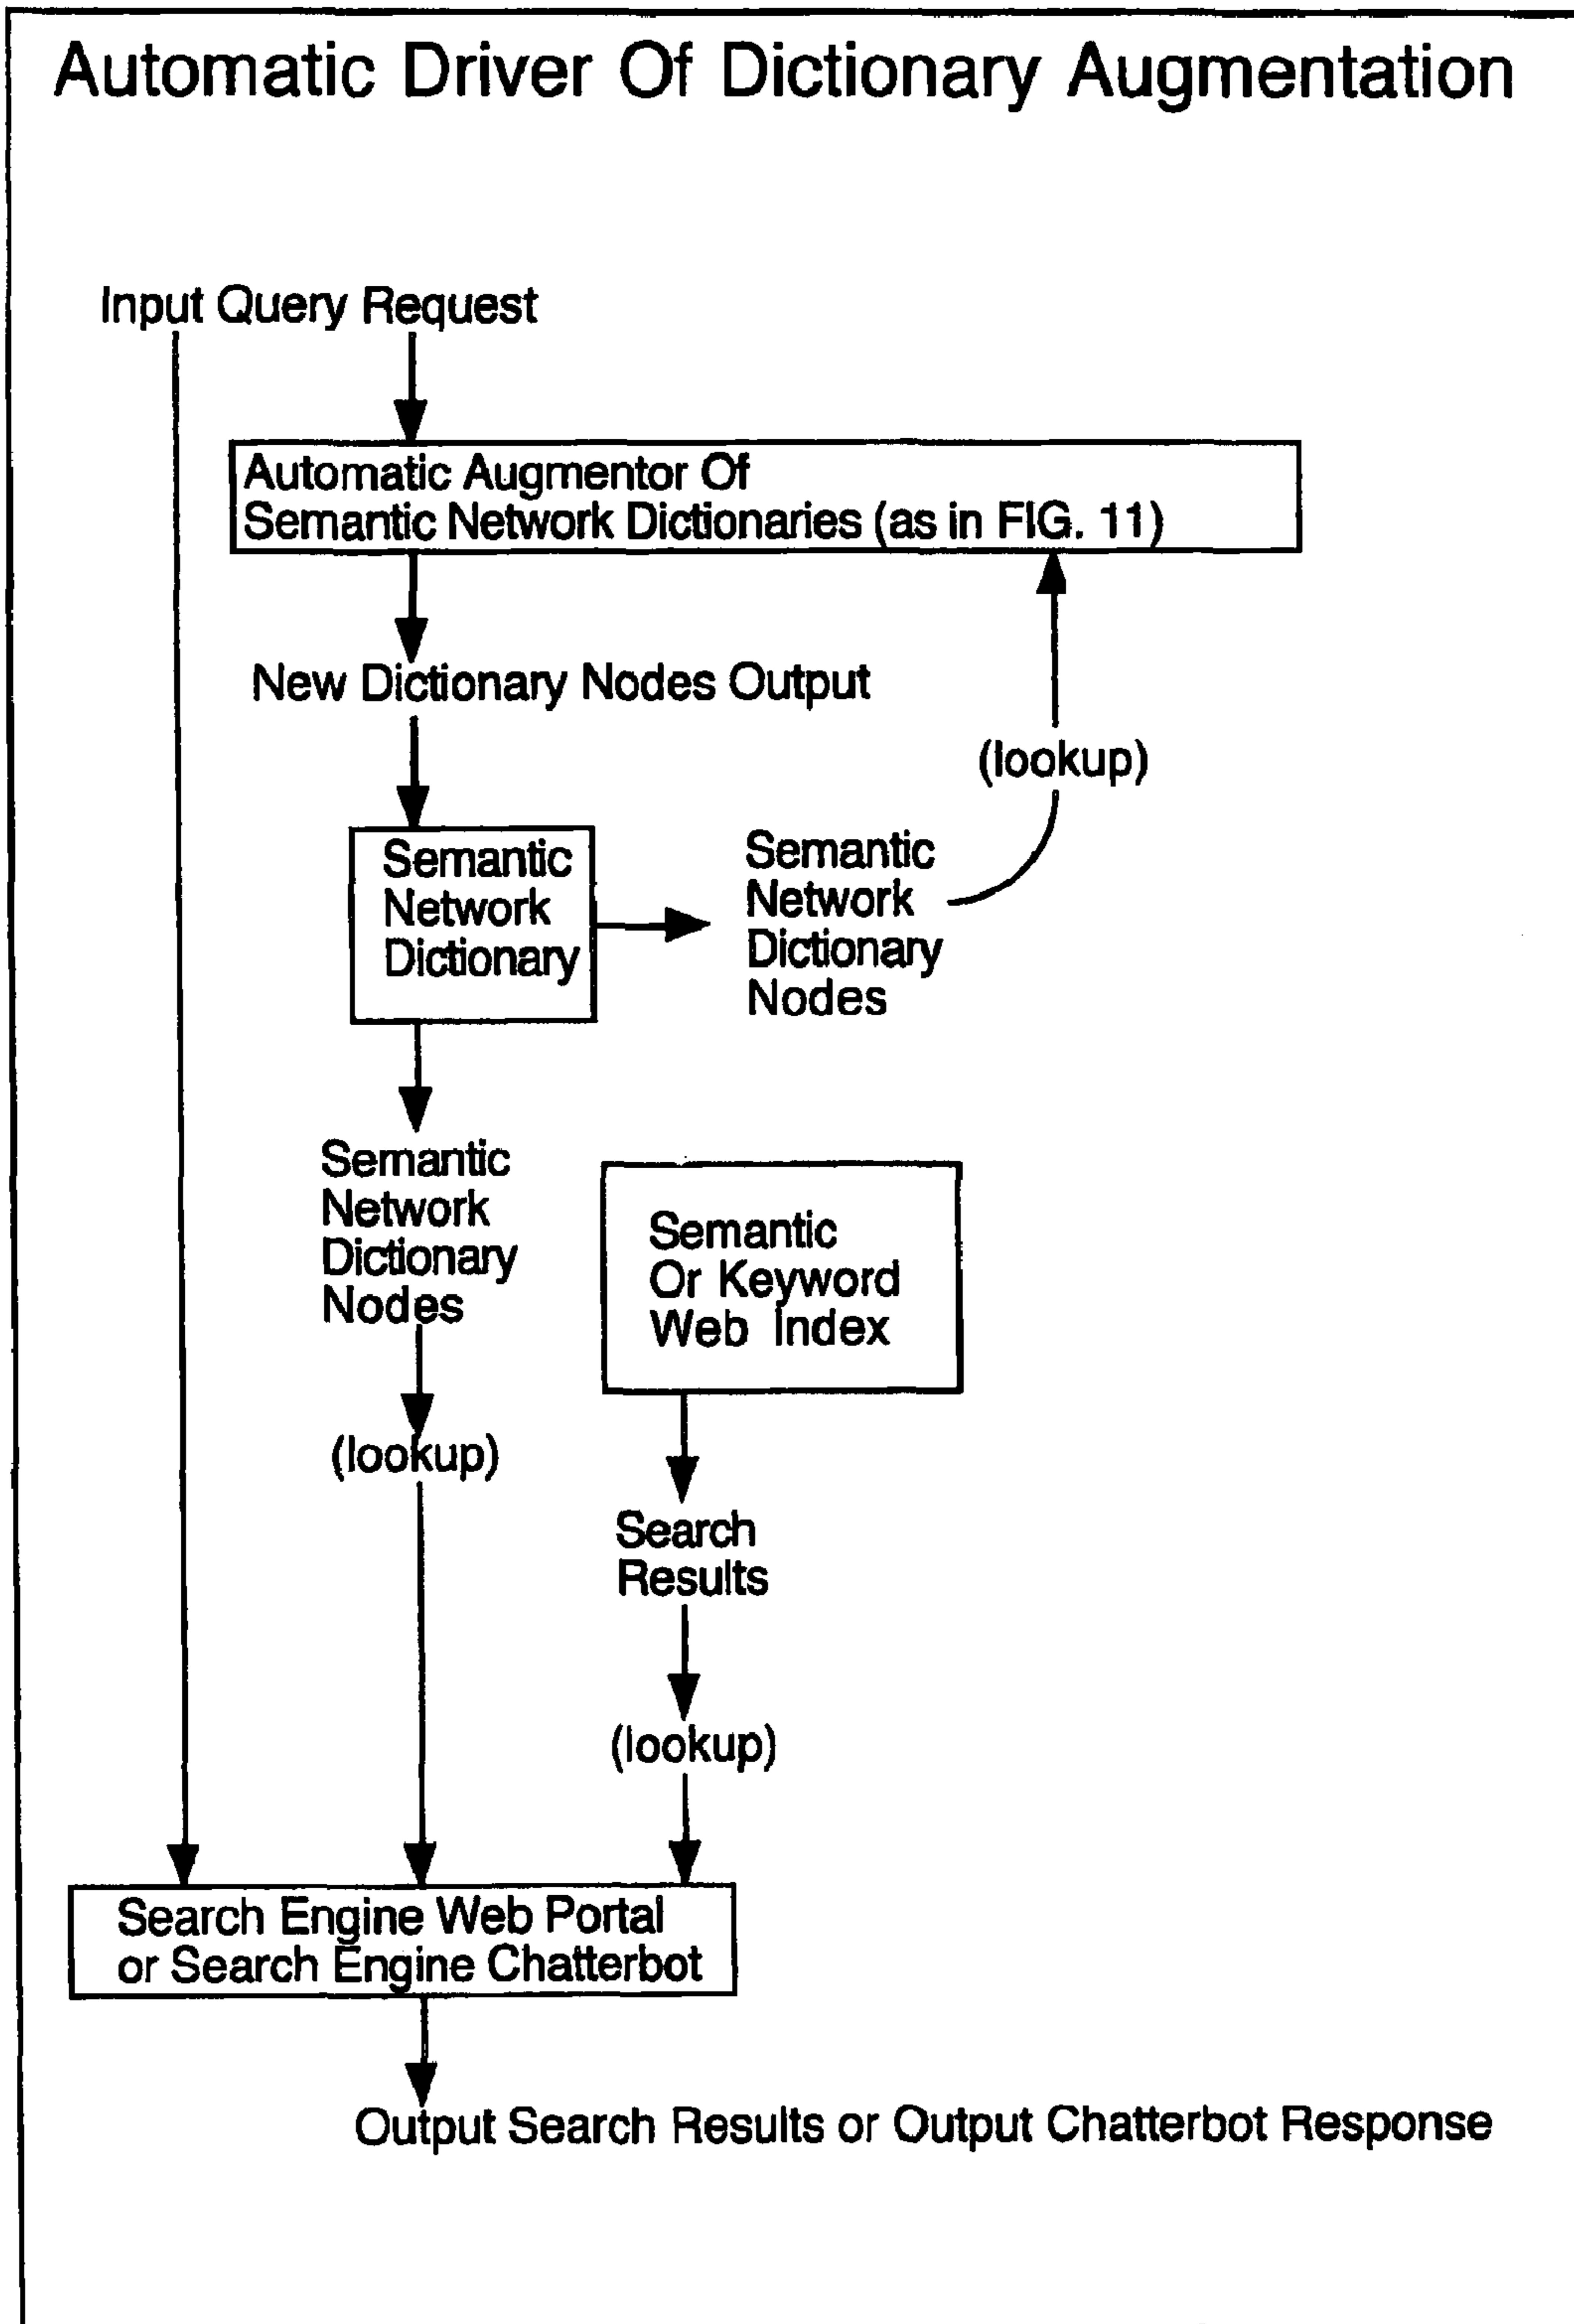 Automatic Driver Of Dictionary Augmentation
Input Query Request
Automatic Augmentor Of
Semantic Network Dictionaries (as in FIG. 11)
New Dictionary Nodes Output
(lookup)
Semantic
Network
Dictionary
Semantic
Network
Dictionary
Nodes
Semantic
Network
Dictionary
Nodes
Semantic
Or Keyword
Web Index
(lookup)
Search
Results
(lookup)
Search Engine Web Portal
or Search Engine Chatterbot
Output Search Results or Output Chatterbot Response